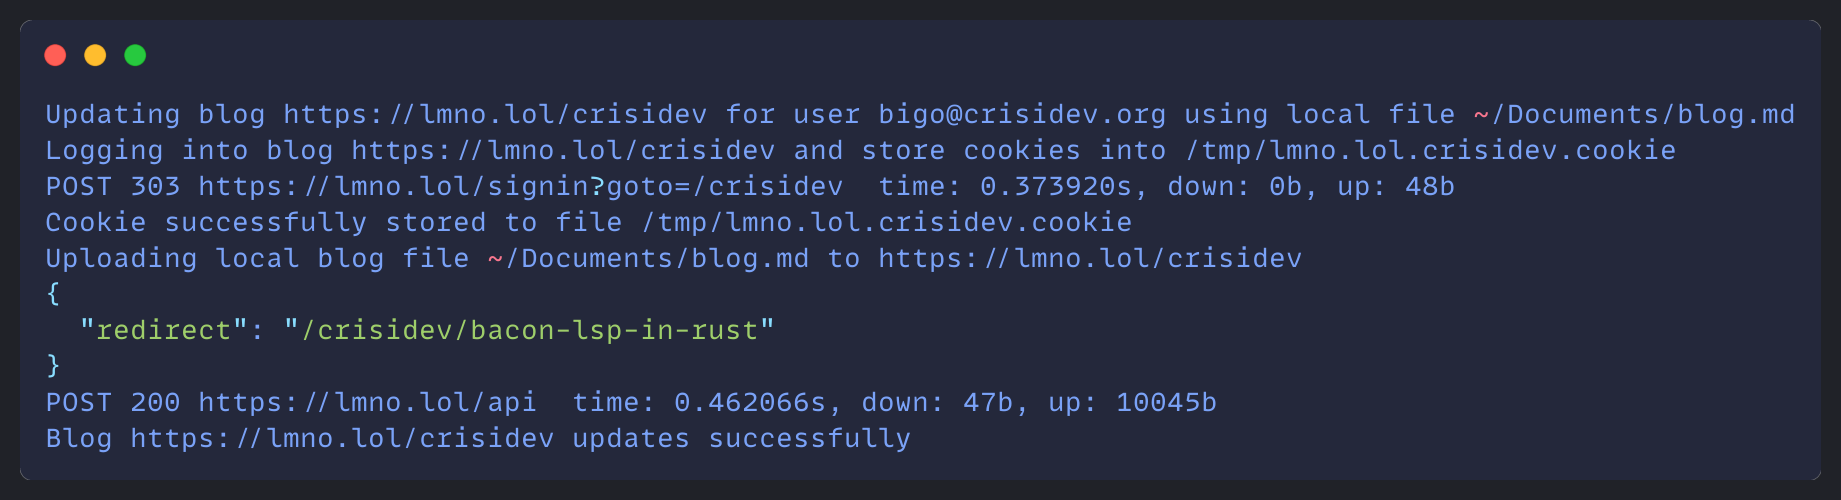 Updating blog https://lmno.lol/crisidev for user bigo@crisidev.org using local file ~/Documents/blog.md
Logging into blog https://lmno.lol/crisidev and store cookies into /tmp/lmno.lol.crisidev.cookie
POST 303 https://lmno.lol/signin?goto=/crisidev  time: 0.373920s, down: 0b, up: 48b
Cookie successfully stored to file /tmp/lmno.lol.crisidev.cookie
Uploading local blog file ~/Documents/blog.md to https://lmno.lol/crisidev
{
  "redirect": "/crisidev/bacon-lsp-in-rust"
}
POST 200 https://lmno.lol/api  time: 0.462066s, down: 47b, up: 10045b
Blog https://lmno.lol/crisidev updates successfully